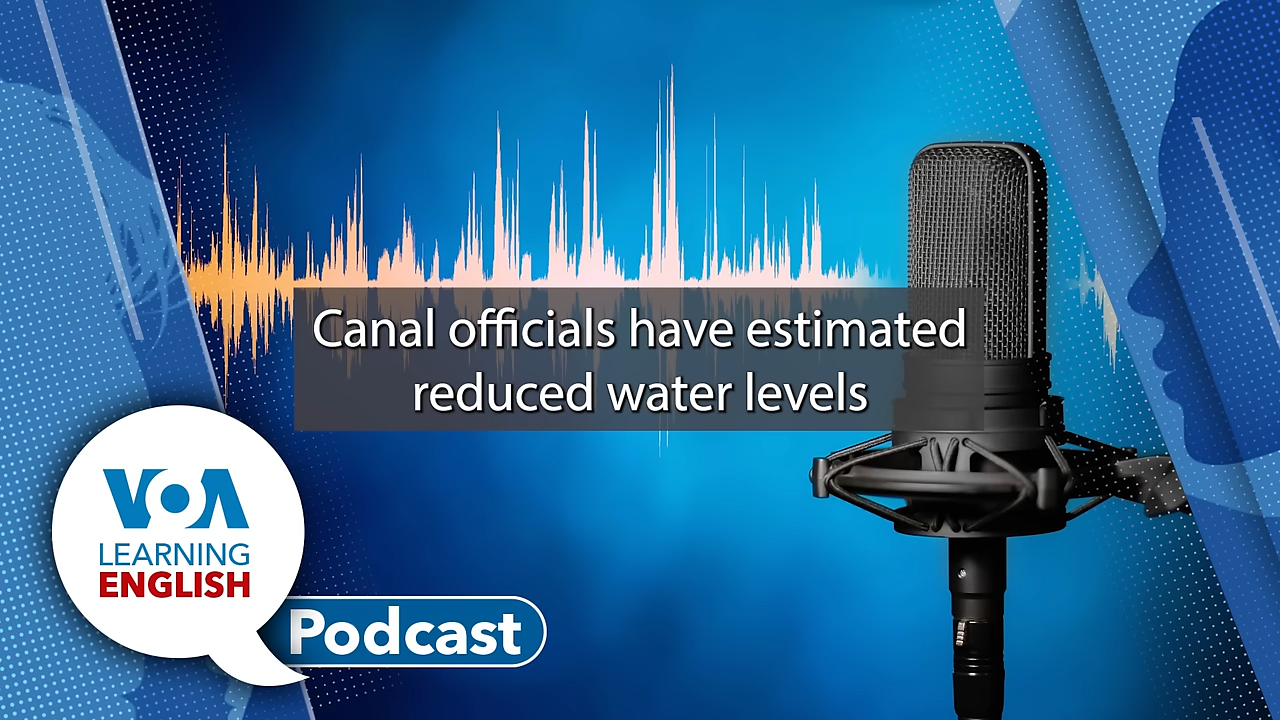 Canal officials have estimated
reduced water levels
VOA
LEARNING
ENGLISH
Podcast